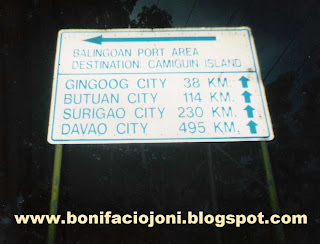 BALINGOAN PORT AREA
DESTINATION: CAMIGUIN ISLAND
GINGOOG CITY 38 KM.
BUTUAN CITY 114 KM.
SURIGAO CITY 230 KM.
DAVAO CITY 495 KM.
www.bonifaciojoni.blogspot.com